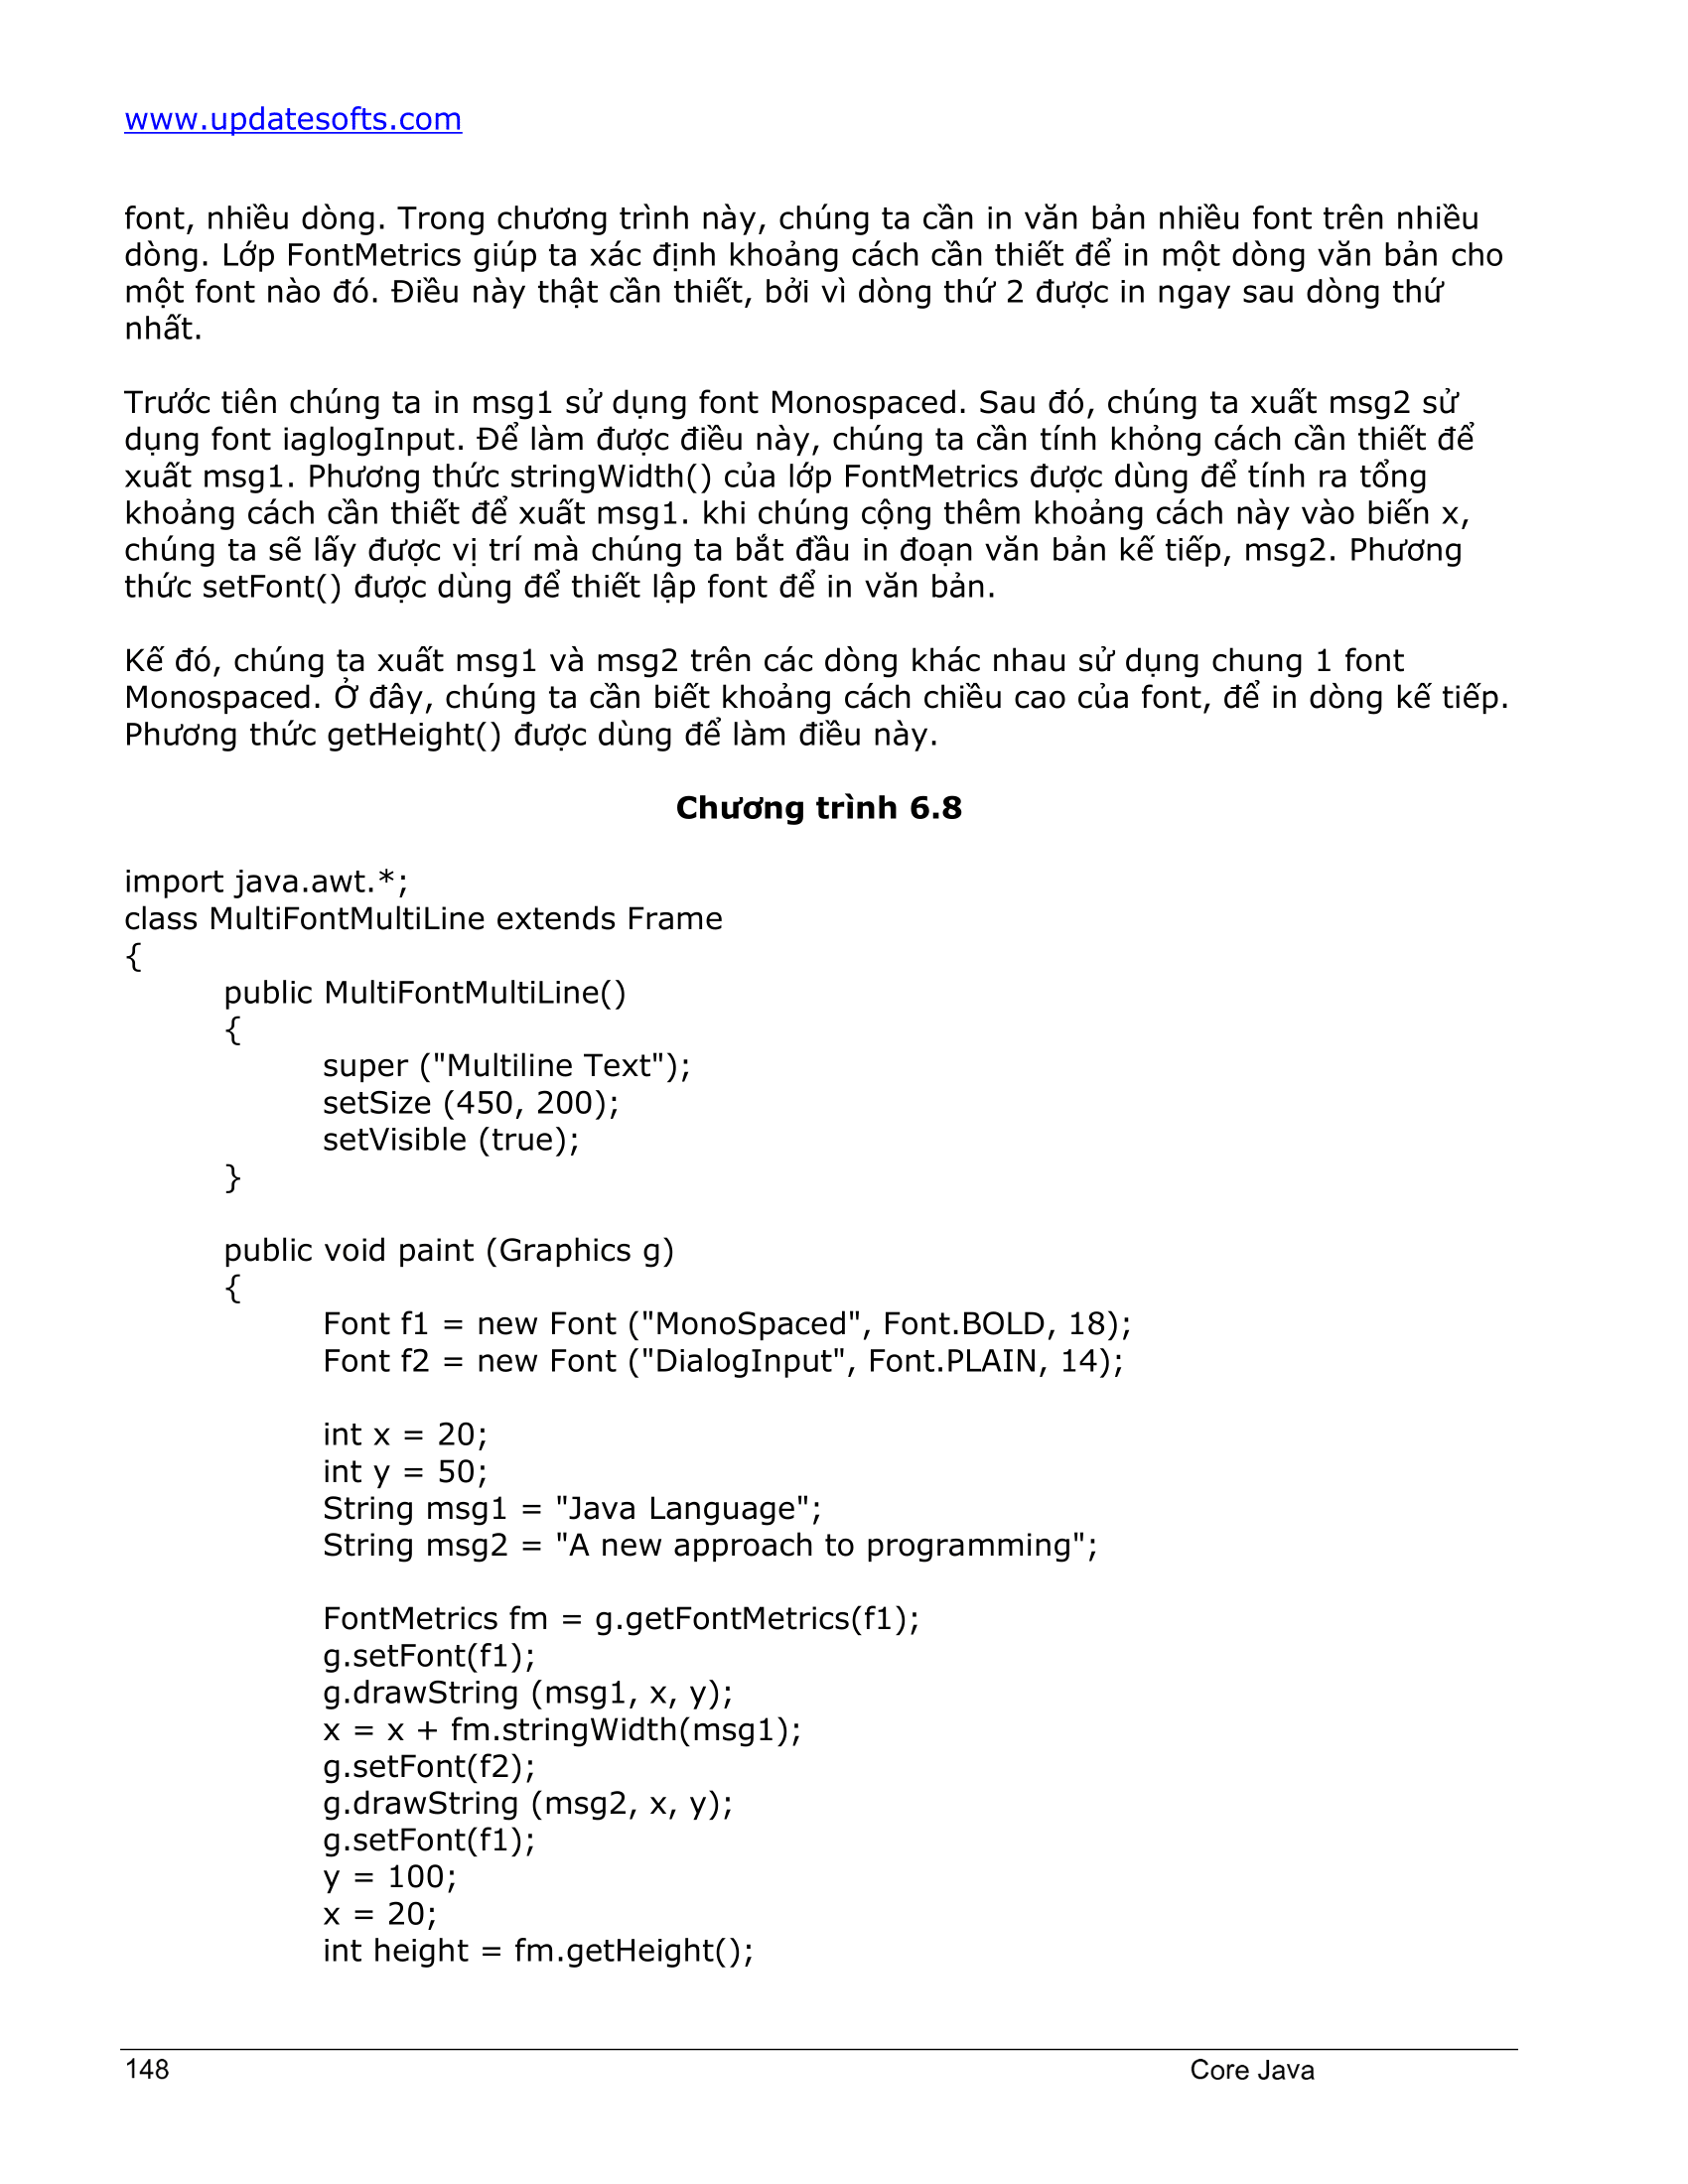 www.updatesofts.com
font, nhiều dòng. Trong chương trình này, chúng ta cần in văn bản nhiều font trên nhiều
dòng. Lớp FontMetrics giúp ta xác định khoảng cách cần thiết để in một dòng văn bản cho
một font nào đó. Điều này thật cần thiết, bởi vì dòng thứ 2 được in ngay sau dòng thứ
nhất.
Trước tiên chúng ta in msg1 sử dụng font Monospaced. Sau đó, chúng ta xuất msg2 sử
dụng font iaglogInput. Để làm được điều này, chúng ta cần tính khỏng cách cần thiết để
xuất msg1. Phương thức stringWidth() của lớp FontMetrics được dùng để tính ra tổng
khoảng cách cần thiết để xuất msg1. khi chúng cộng thêm khoảng cách này vào biến x,
chúng ta sẽ lấy được vị trí mà chúng ta bắt đầu in đoạn văn bản kế tiếp, msg2. Phương
thức setFont() được dùng để thiết lập font để in văn bản.
Kế đó, chúng ta xuất msg1 và msg2 trên các dòng khác nhau sử dụng chung 1 font
Monospaced. Ở đây, chúng ta cần biết khoảng cách chiều cao của font, để in dòng kế tiếp.
Phương thức getHeight() được dùng để làm điều này.
Chương trình 6.8
import java.awt.*;
class MultiFontMultiLine extends Frame
{
public MultiFontMultiLine()
{
super ("Multiline Text");
setSize (450, 200);
setVisible (true);
}
public void paint (Graphics g)
{
Font f1 = new Font ("MonoSpaced", Font.BOLD, 18);
Font f2 = new Font ("DialogInput", Font.PLAIN, 14);
int x = 20;
int y = 50;
String msg1 = "Java Language";
String msg2 = "A new approach to programming";
FontMetrics fm = g.getFontMetrics(f1);
g.setFont(f1);
g.drawString (msg1, x, y);
x = x + fm.stringWidth(msg1);
g.setFont(f2);
g.drawString (msg2, x, y);
g.setFont(f1);
y = 100;
x = 20;
int height = fm.getHeight();
148 Core Java